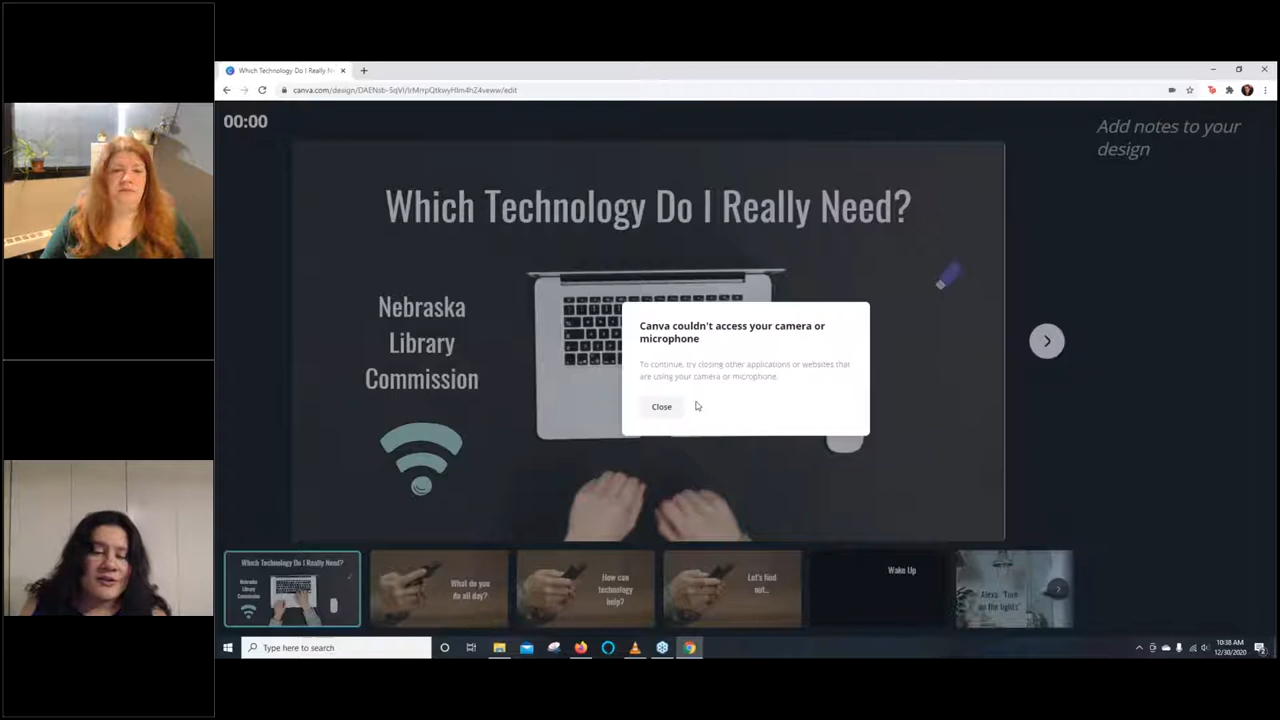 Which Technology Do I Really N
canva.com/design/DAENsb-5qVI/IrMrrpQtkwyHIm4hZ4veww/edit
00:00
Add notes to your
design
Which Technology Do I Really Need?
Nebraska
Library
Commission
Canva couldn't access your camera or
microphone
To continue, try closing other applications or websites that
are using your camera or microphone.
Close
Which Technology Do I Really Need?
Nebraska
Library
Commission
What do you
do all day?
How can
technology
help?
Let's find
out...
Wake Up
Alexa, "Turn
on the lights"
Type here to search
10:38 AM
12/30/2020